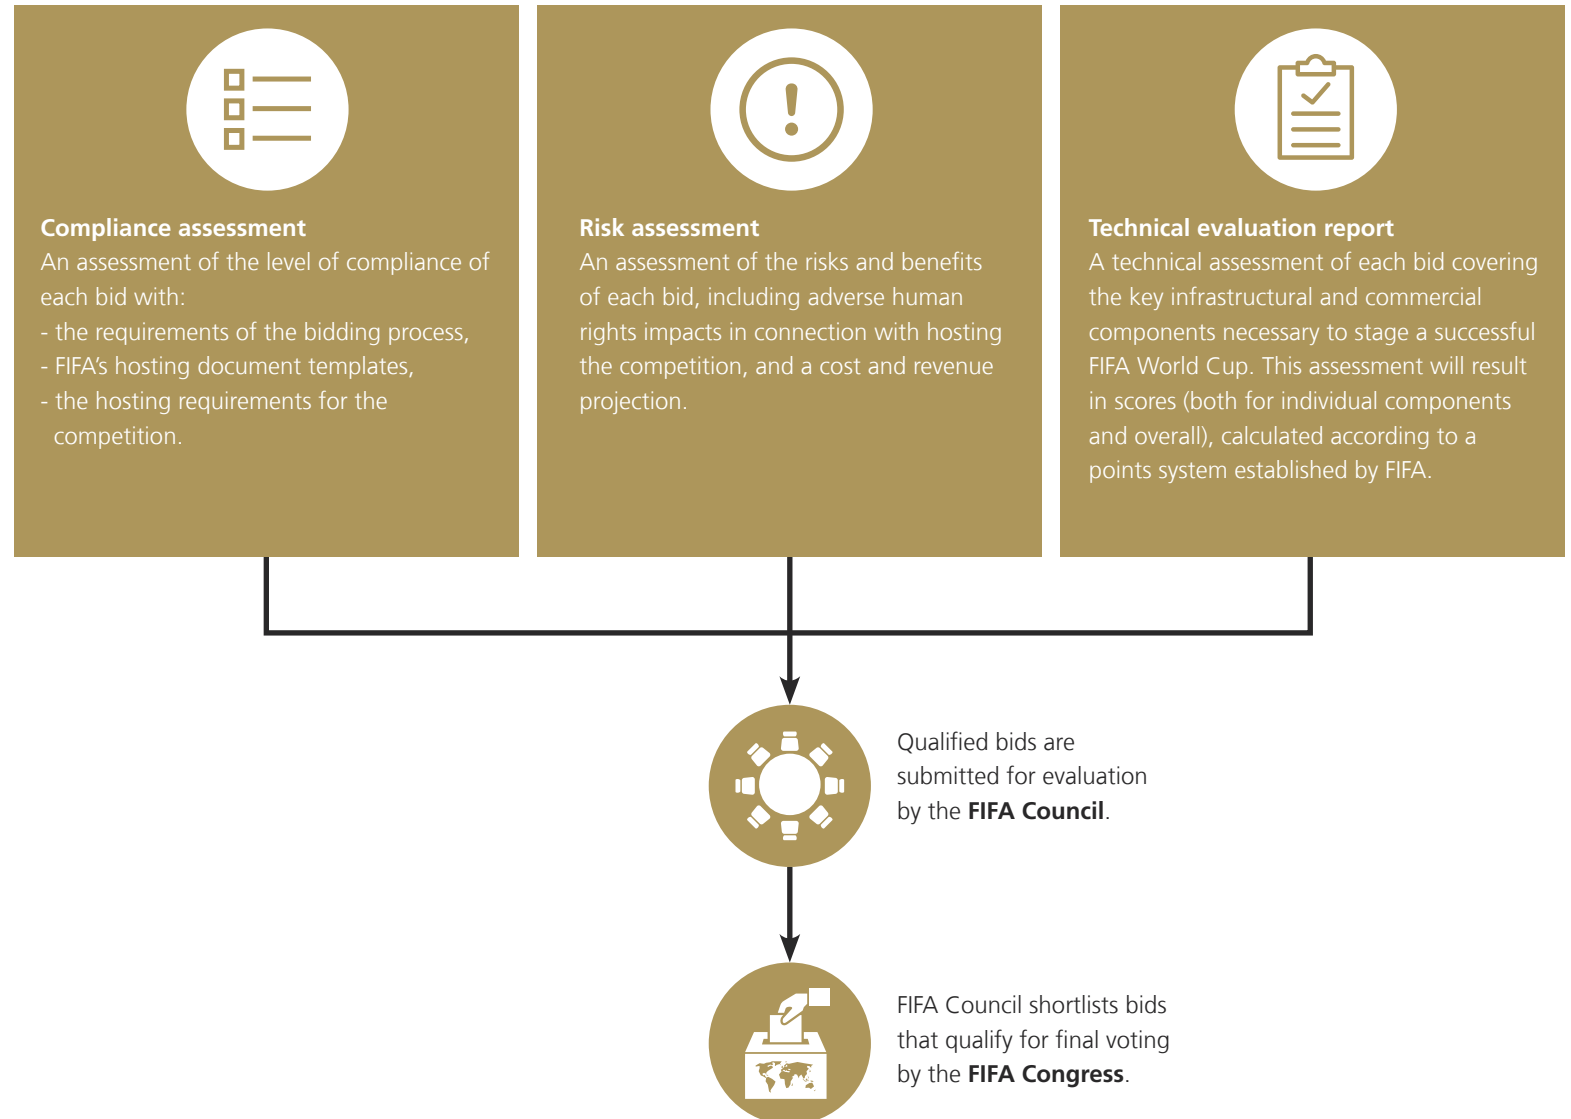 Compliance assessment
An assessment of the level of compliance of
each bid with:
- the requirements of the bidding process,
- FIFA’s hosting document templates,
- the hosting requirements for the
competition.
Risk assessment
An assessment of the risks and benefits
of each bid, including adverse human
rights impacts in connection with hosting
the competition, and a cost and revenue
projection.
Technical evaluation report
A technical assessment of each bid covering
the key infrastructural and commercial
components necessary to stage a successful
FIFA World Cup. This assessment will result
in scores (both for individual components
and overall), calculated according to a
points system established by FIFA.
Qualified bids are
submitted for evaluation
by the FIFA Council.
FIFA Council shortlists bids
that qualify for final voting
by the FIFA Congress.